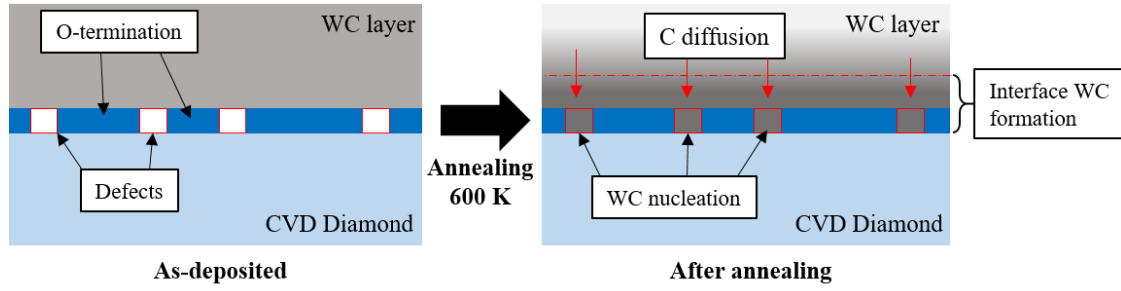 O-termination
WC layer
Defects
CVD Diamond
As-deposited
Annealing
600 K
C diffusion
WC layer
Interface WC
formation
WC nucleation
CVD Diamond
After annealing